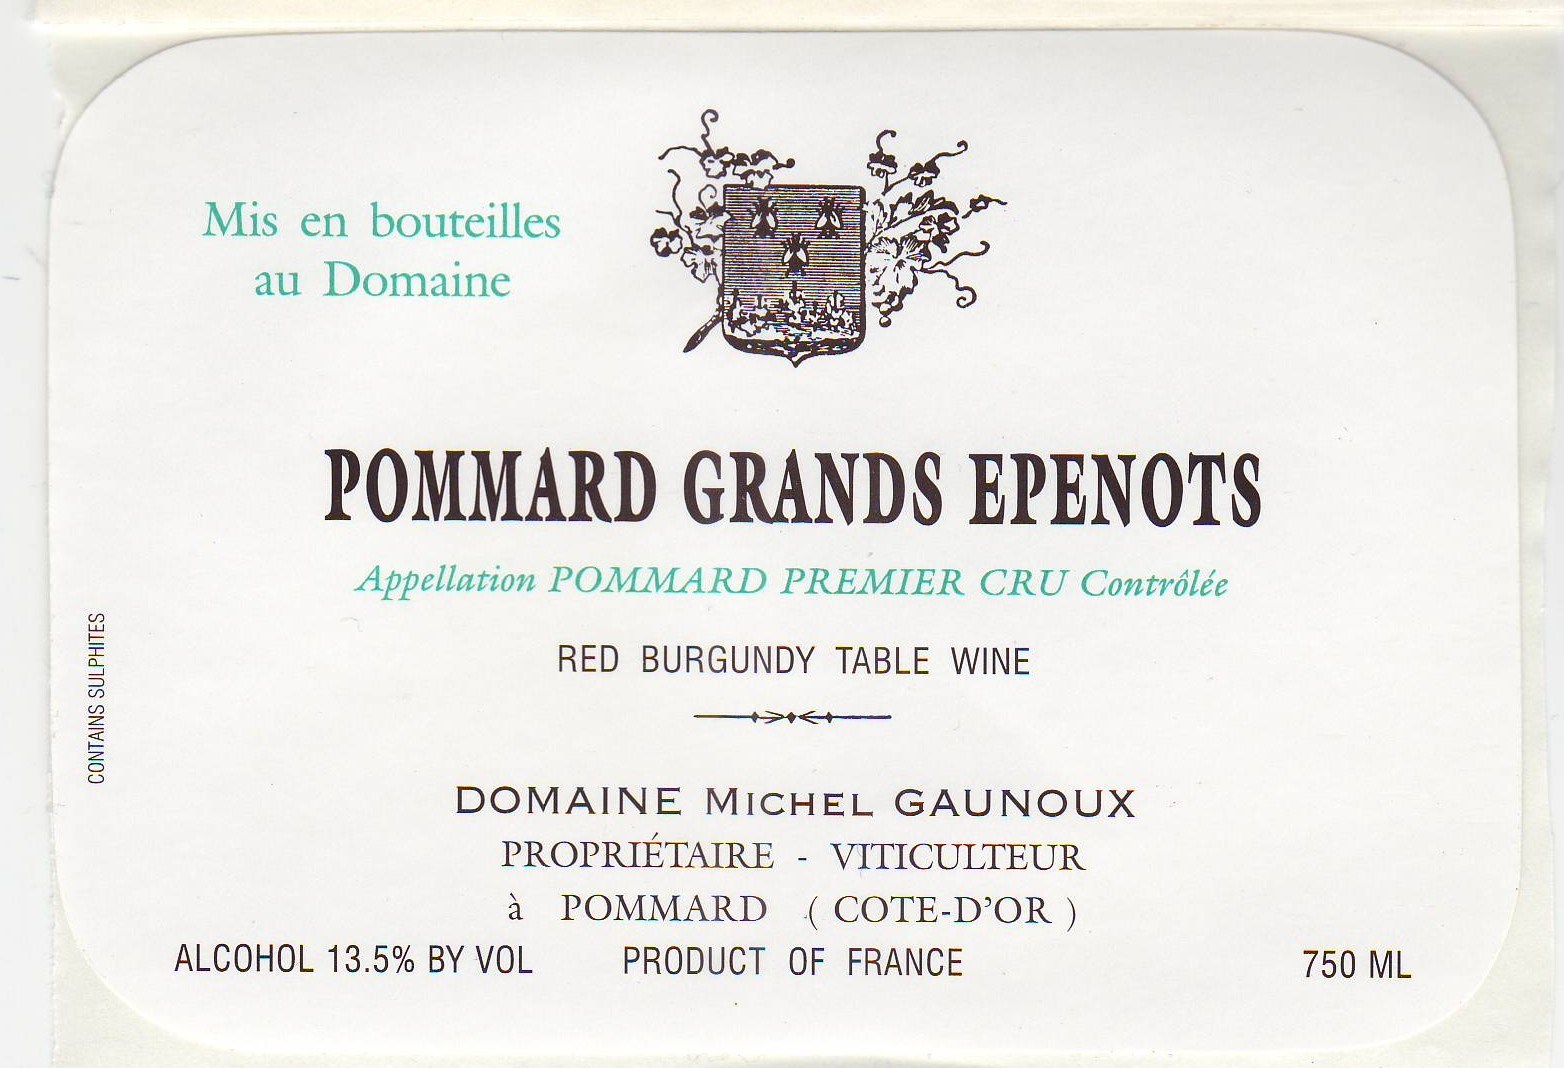 Mis en bouteilles
au Domaine
POMMARD GRANDS EPENOTS
Appellation POMMARD PREMIER CRU Contrôlée
RED BURGUNDY TABLE WINE
CONTAINS SULPHITES
DOMAINE MICHEL GAUNOUX
PROPRIÉTAIRE - VITICULTEUR
à POMMARD ( COTE-D'OR )
ALCOHOL 13.5% BY VOL PRODUCT OF FRANCE 750 ML